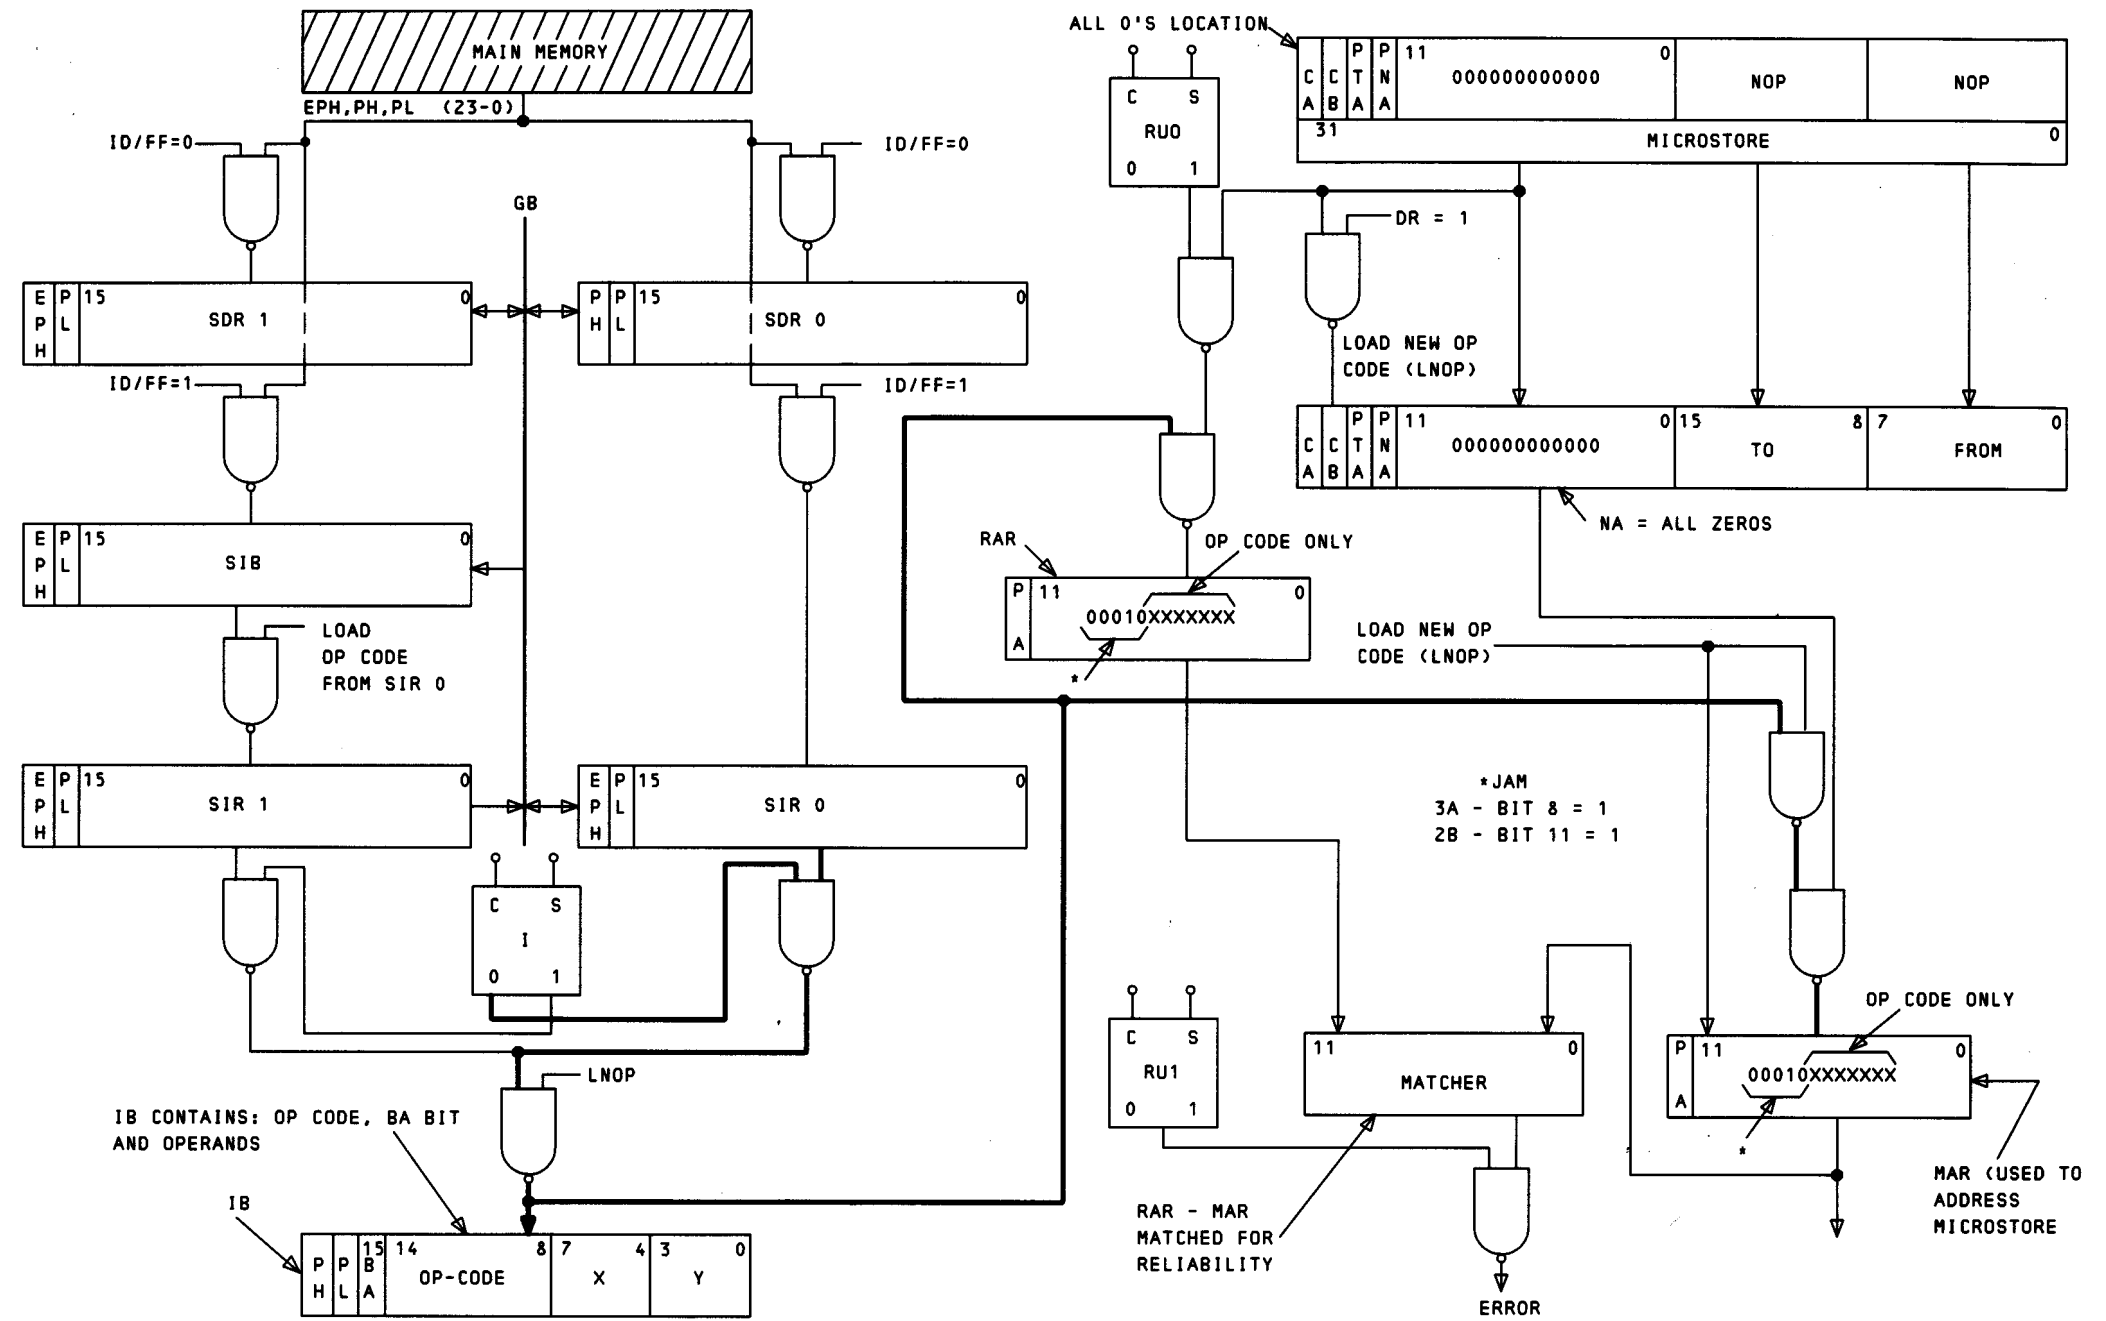 MAIN MEMORY
EPH,PH,PL (23-0)
ID/FF=0
ID/FF=0
GB
E P H
P L
15 0
SDR 1
P H
P L
15 0
SDR 0
ID/FF=1
ID/FF=1
E P H
P L
15 0
SIB
LOAD
OP CODE
FROM SIR 0
E P H
P L
15 0
SIR 1
E P H
P L
15 0
SIR 0
C S
I
0 1
LNOP
IB CONTAINS: OP CODE, BA BIT
AND OPERANDS
IB
P H
P L
15 B A
14 8
OP-CODE
7 4
X
3 0
Y
ALL 0'S LOCATION
C S
RU0
0 1
C A
C B
P T A
P N A
11 0
000000000000
NOP
NOP
31 0
MICROSTORE
DR = 1
LOAD NEW OP
CODE (LNOP)
C A
C B
P T A
P N A
11 0
000000000000
15 8
TO
7 0
FROM
NA = ALL ZEROS
RAR
OP CODE ONLY
P A
11 0
00010XXXXXXX
*
LOAD NEW OP
CODE (LNOP)
*JAM
3A - BIT 8 = 1
2B - BIT 11 = 1
C S
RU1
0 1
11 0
MATCHER
OP CODE ONLY
P A
11 0
00010XXXXXXX
*
MAR (USED TO
ADDRESS
MICROSTORE
RAR - MAR
MATCHED FOR
RELIABILITY
ERROR